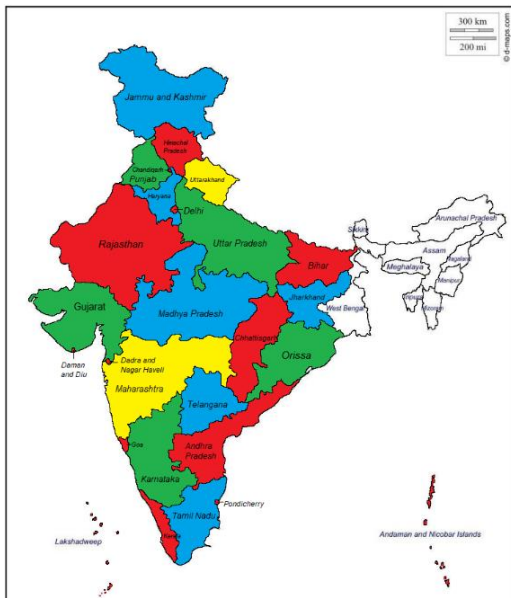 300 km
200 mi
© d-maps.com
Jammu and Kashmir
Himachal
Pradesh
Chandigarh
Punjab
Uttarakhand
Haryana
Delhi
Arunachal Pradesh
Sikkim
Rajasthan
Uttar Pradesh
Assam
Nagaland
Bihar
Meghalaya
Manipur
Jharkhand
Tripura
Mizoram
Gujarat
Madhya Pradesh
West Bengal
Chhattisgarh
Daman
and Diu
Dadra and
Nagar Haveli
Orissa
Maharashtra
Telangana
Goa
Andhra
Pradesh
Karnataka
Pondicherry
Tamil Nadu
Kerala
Lakshadweep
Andaman and Nicobar Islands